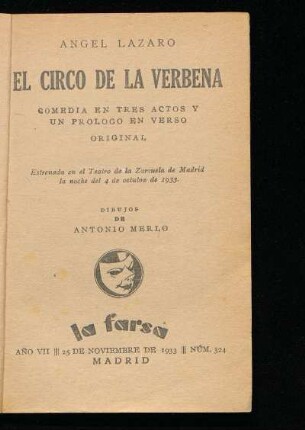 ANGEL LAZARO
EL CIRCO DE LA VERBENA
COMEDIA EN TRES ACTOS Y
UN PROLOGO EN VERSO
ORIGINAL
Estrenada en el Teatro de la Zarzuela de Madrid
la noche del 4 de octubre de 1933.
DIBUJOS
DE
ANTONIO MERLO
la farsa
AÑO VII || 25 DE NOVIEMBRE DE 1933 || NÚM. 324
MADRID